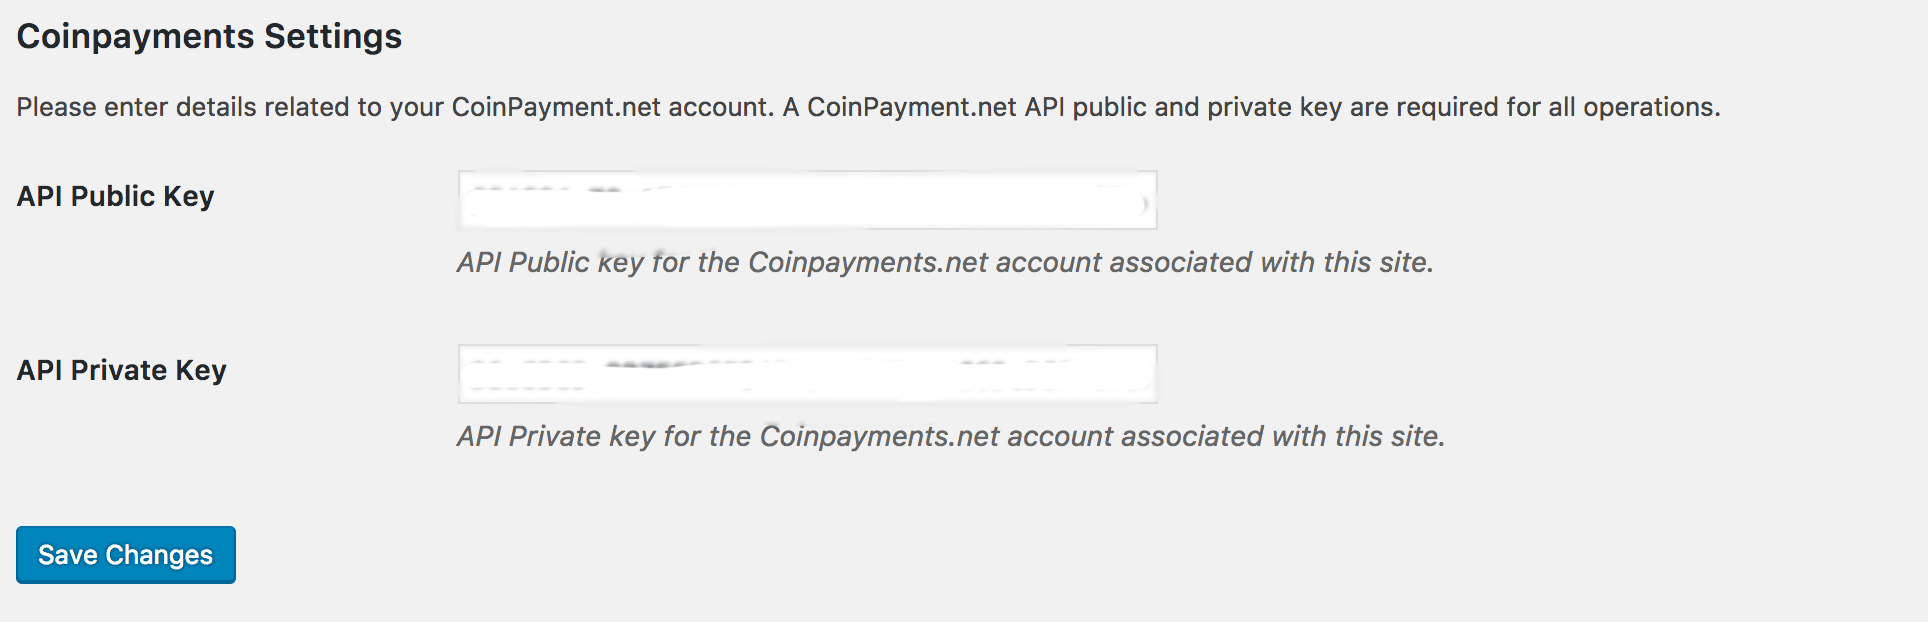 Coinpayments Settings
Please enter details related to your CoinPayment.net account. A CoinPayment.net API public and private key are required for all operations.
API Public Key
API Public key for the Coinpayments.net account associated with this site.
API Private Key
API Private key for the Coinpayments.net account associated with this site.
Save Changes